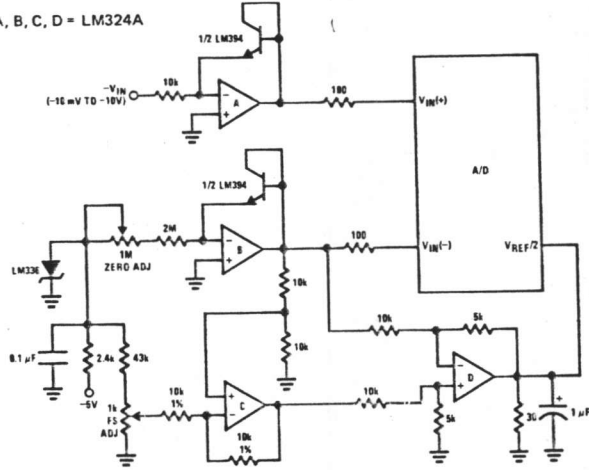 A, B, C, D = LM324A
1/2 LM394
10k
-VIN
(-10 mV TO -10V)
A
100
VIN(+)
A/D
1/2 LM394
1M
ZERO ADJ
2M
B
100
VIN(-)
VREF/2
LM336
10k
10k
10k
5k
0.1 µF
2.4k
43k
-5V
1k
FS
ADJ
10k
1%
C
10k
1%
10k
5k
D
1 µF